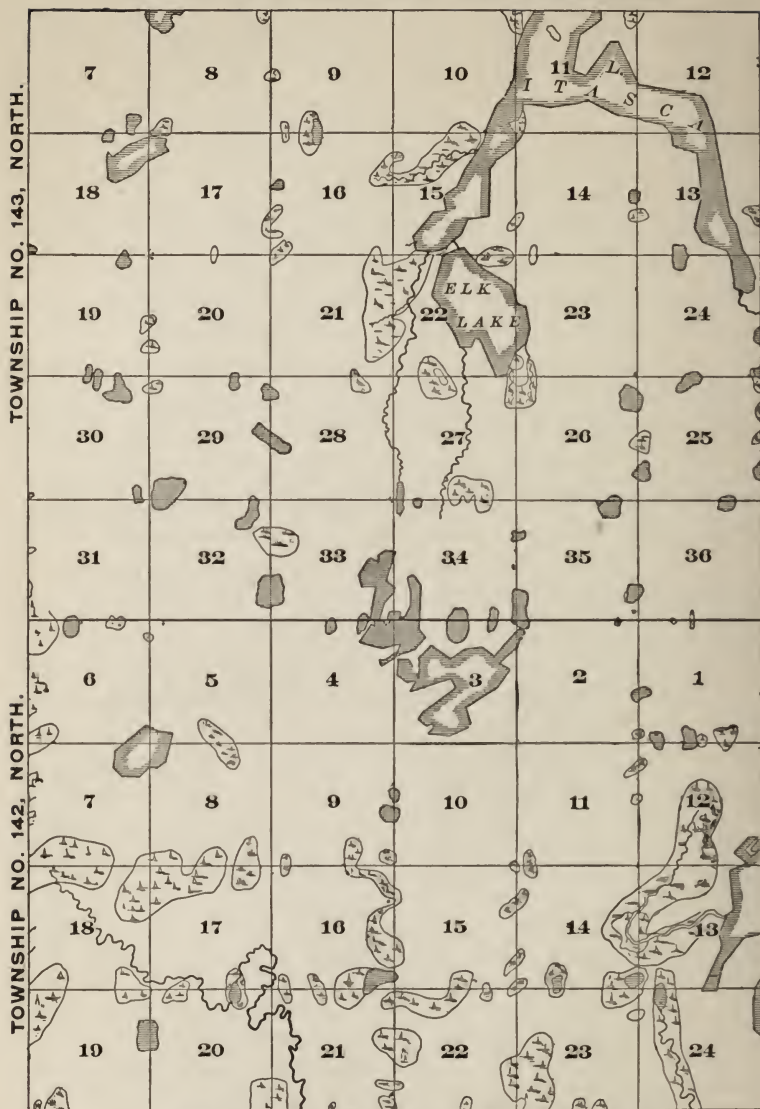 TOWNSHIP NO. 143, NORTH.
7 8 9 10 11 12
L.
I T A S C A
18 17 16 15 14 13
ELK
19 20 21 22 23 24
LAKE
30 29 28 27 26 25
31 32 33 34 35 36
TOWNSHIP NO. 142, NORTH.
6 5 4 3 2 1
7 8 9 10 11 12
18 17 16 15 14 13
19 20 21 22 23 24